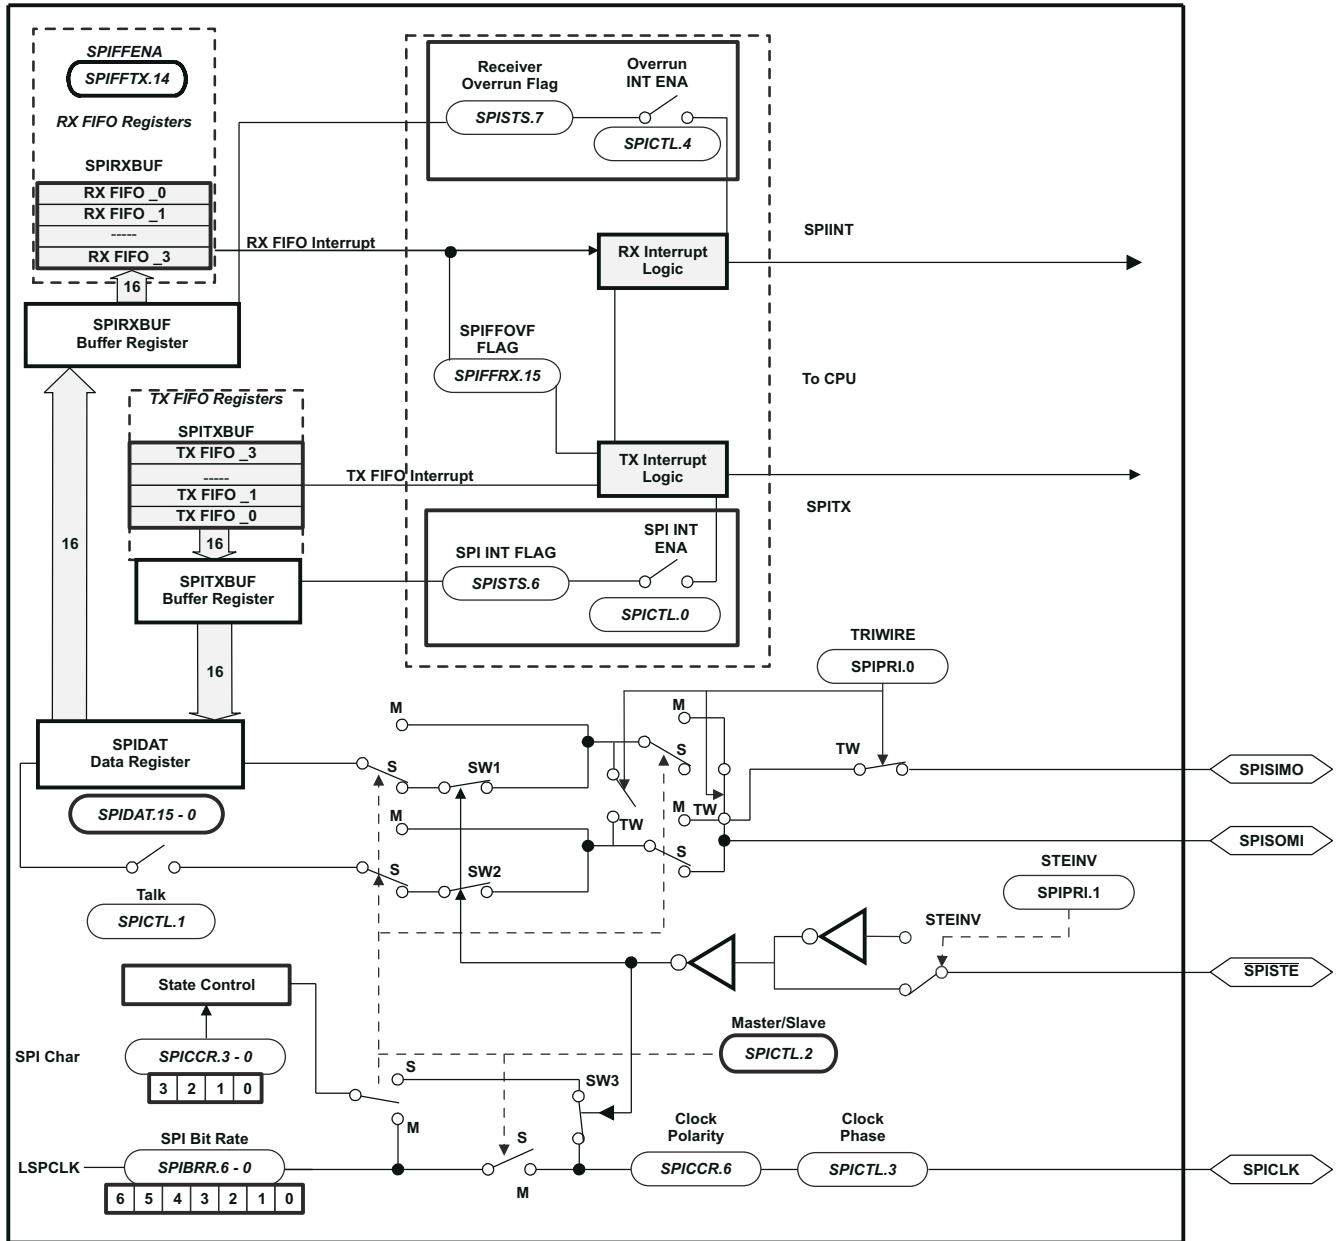 SPIFFENA
SPIFFTX.14
RX FIFO Registers
SPIRXBUF
RX FIFO _0
RX FIFO _1
-----
RX FIFO _3
16
SPIRXBUF
Buffer Register
RX FIFO Interrupt
Receiver
Overrun Flag
SPISTS.7
Overrun
INT ENA
SPICTL.4
RX Interrupt
Logic
SPIINT
SPIFFOVF
FLAG
SPIFFRX.15
To CPU
TX FIFO Registers
SPITXBUF
TX FIFO _3
-----
TX FIFO _1
TX FIFO _0
16
SPITXBUF
Buffer Register
16
16
TX FIFO Interrupt
TX Interrupt
Logic
SPITX
SPI INT FLAG
SPISTS.6
SPI INT
ENA
SPICTL.0
TRIWIRE
SPIPRI.0
SPIDAT
Data Register
SPIDAT.15 - 0
M
S
SW1
M
S
SW2
TW
M
S
M
TW
S
TW
SPISIMO
SPISOMI
Talk
SPICTL.1
STEINV
SPIPRI.1
STEINV
SPISTE
State Control
SPI Char
SPICCR.3 - 0
3 2 1 0
Master/Slave
SPICTL.2
S
M
SW3
SPI Bit Rate
LSPCLK
SPIBRR.6 - 0
6 5 4 3 2 1 0
S
M
Clock
Polarity
SPICCR.6
Clock
Phase
SPICTL.3
SPICLK